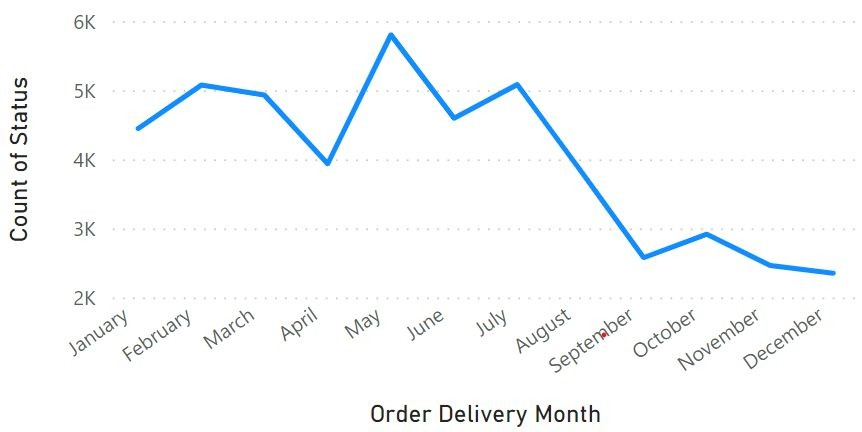 6K
5K
4K
3K
2K
Count of Status
January
February
March
April
May
June
July
August
September
October
November
December
Order Delivery Month